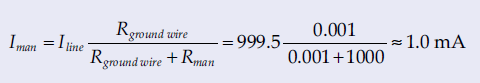 I_man = I_line R_ground wire / (R_ground wire + R_man) = 999.5 · 0.001 / (0.001+1000) ≈ 1.0 mA